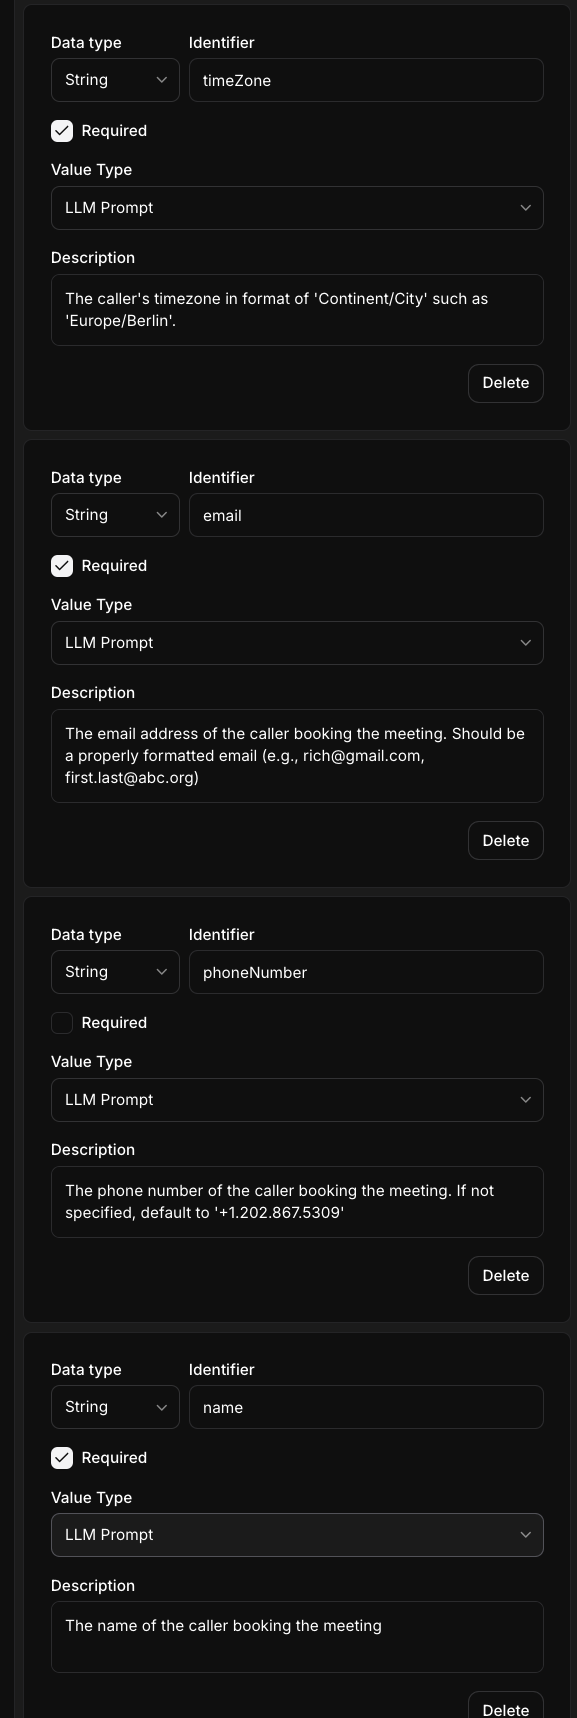 Data type
Identifier
String
timeZone
Required
Value Type
LLM Prompt
Description
The caller's timezone in format of 'Continent/City' such as
'Europe/Berlin'.
Delete
Data type
Identifier
String
email
Required
Value Type
LLM Prompt
Description
The email address of the caller booking the meeting. Should be
a properly formatted email (e.g., rich@gmail.com,
first.last@abc.org)
Delete
Data type
Identifier
String
phoneNumber
Required
Value Type
LLM Prompt
Description
The phone number of the caller booking the meeting. If not
specified, default to '+1.202.867.5309'
Delete
Data type
Identifier
String
name
Required
Value Type
LLM Prompt
Description
The name of the caller booking the meeting
Delete